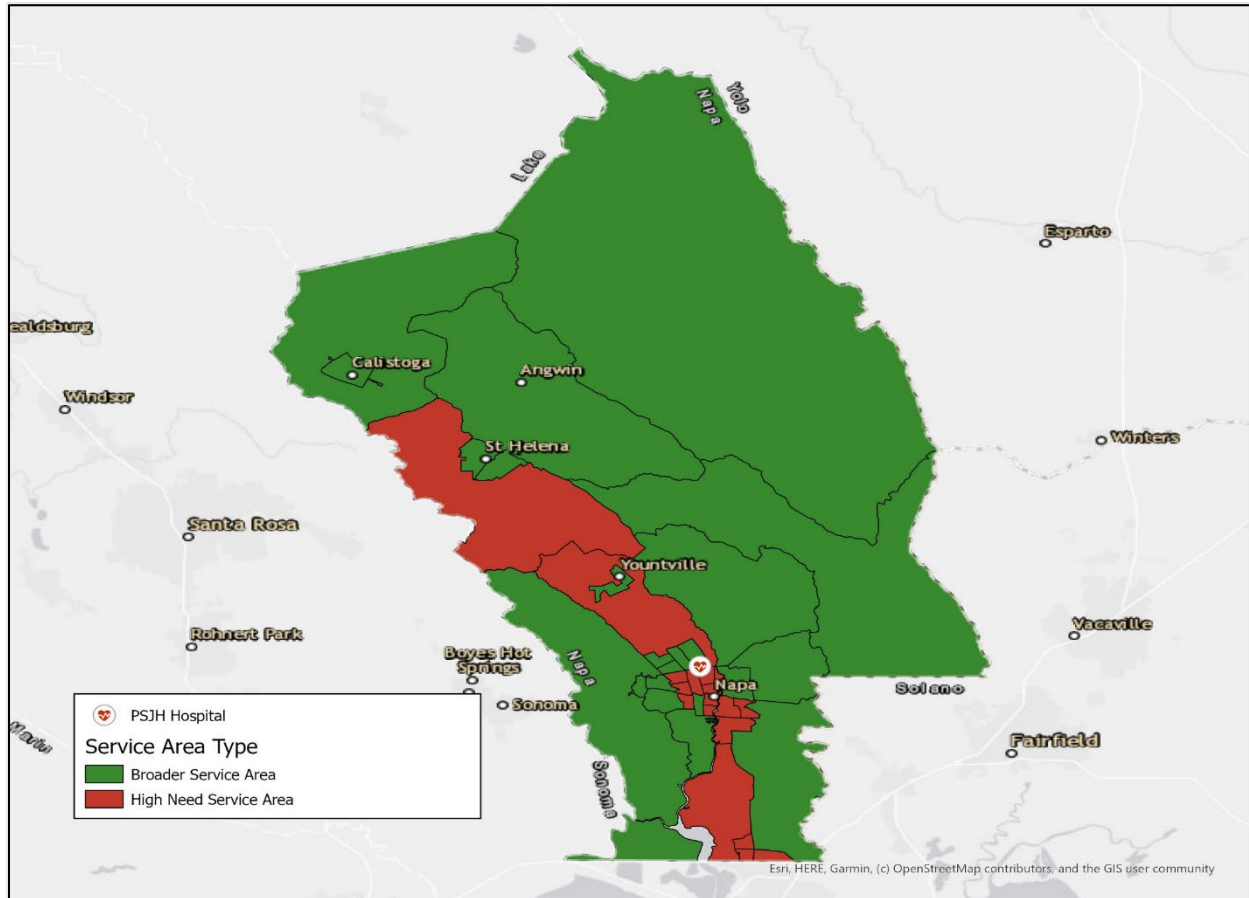 Yolo
Napa
Lake
Esparto
ealdsburg
Calistoga
Angwin
Windsor
Winters
St Helena
Santa Rosa
Yountville
Vacaville
Rohnert Park
Boyes Hot
Springs
Napa
Napa
Solano
Sonoma
PSJH Hospital
Marin
Fairfield
Service Area Type
Sonoma
Broader Service Area
High Need Service Area
Esri, HERE, Garmin, (c) OpenStreetMap contributors, and the GIS user community